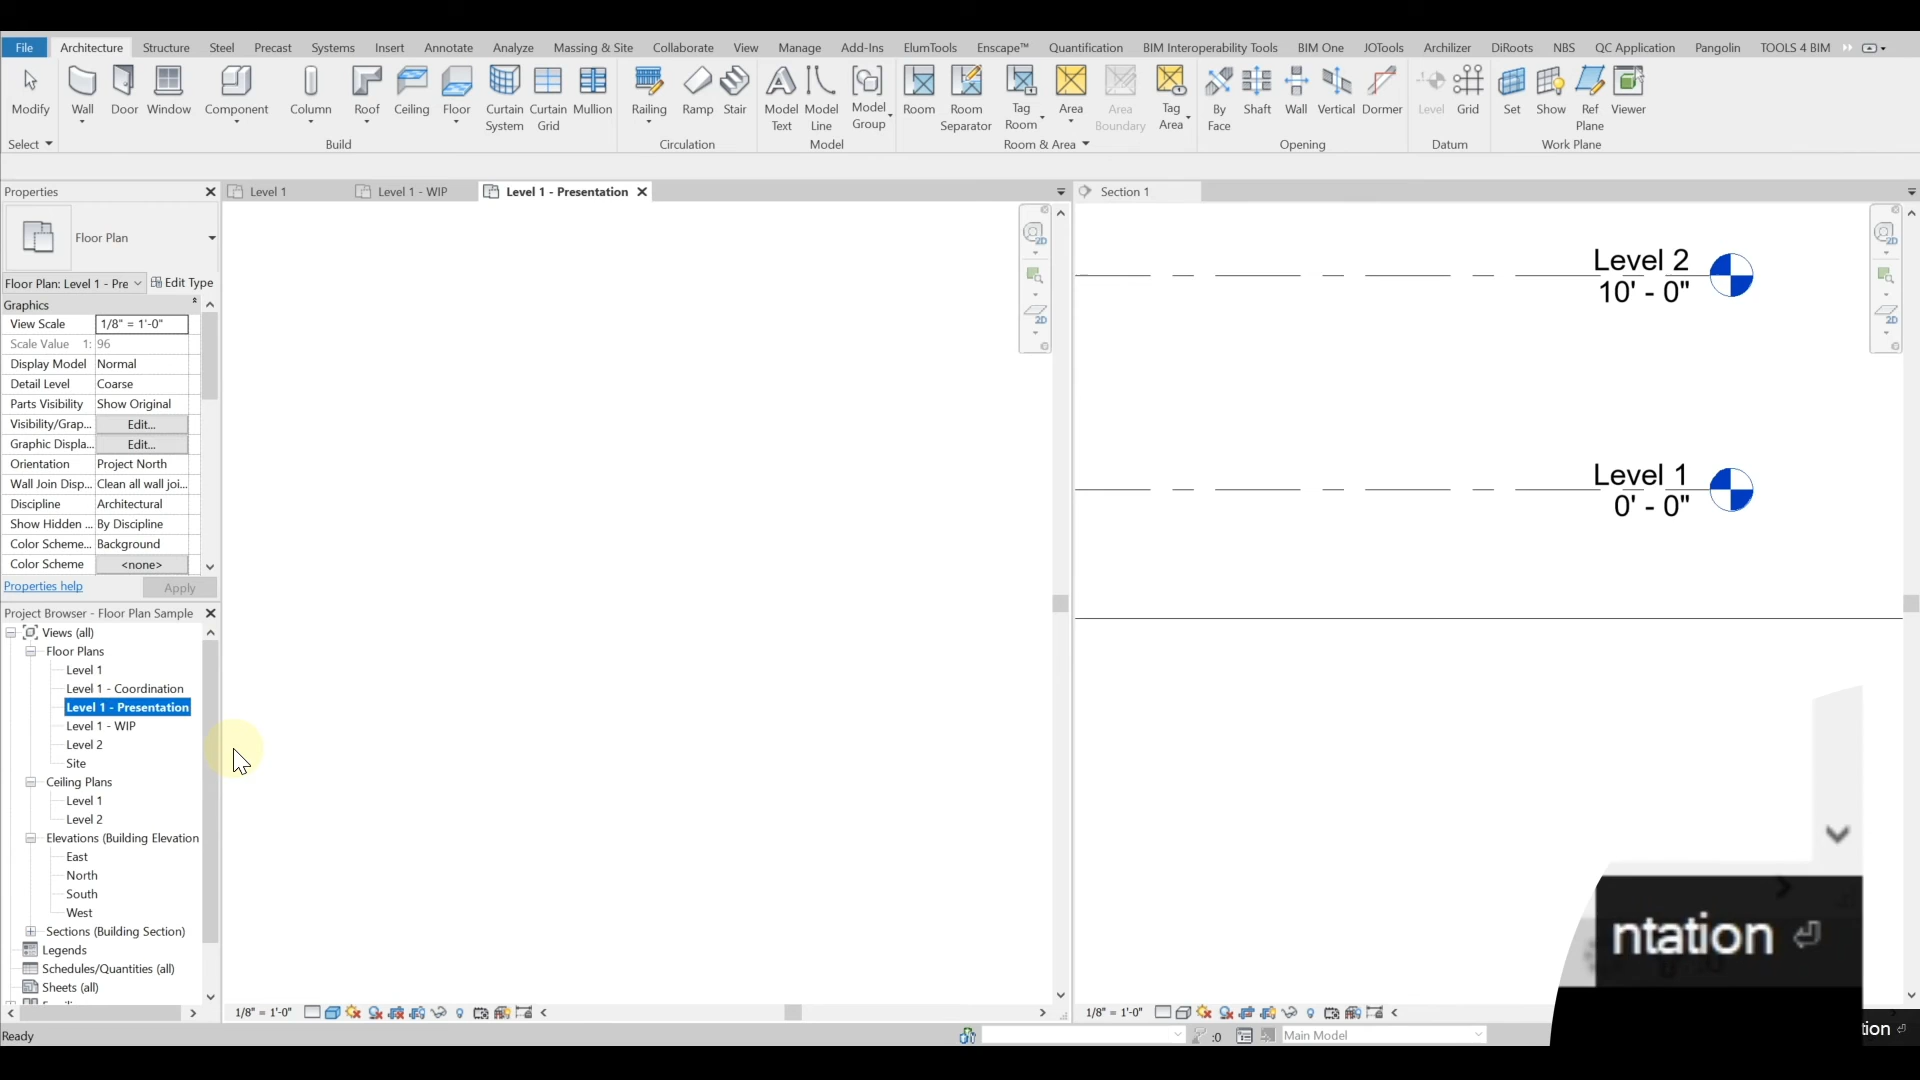 File Architecture Structure Steel Precast Systems Insert Annotate Analyze Massing & Site Collaborate View Manage Add-Ins ElumTools Enscape™ Quantification BIM Interoperability Tools BIM One JOTools Archilizer DiRoots NBS QC Application Pangolin TOOLS 4 BIM
Modify Wall Door Window Component Column Roof Ceiling Floor Curtain System Curtain Grid Mullion Railing Ramp Stair Model Text Model Line Model Group Room Room Separator Tag Room Area Area Boundary Tag Area By Face Shaft Wall Vertical Dormer Level Grid Set Show Ref Plane Viewer
Select Build Circulation Model Room & Area Opening Datum Work Plane
Properties
Level 1
Level 1 - WIP
Level 1 - Presentation
Section 1
Floor Plan
Floor Plan: Level 1 - Pre
Edit Type
Graphics
View Scale 1/8" = 1'-0"
Scale Value 1: 96
Display Model Normal
Detail Level Coarse
Parts Visibility Show Original
Visibility/Grap... Edit...
Graphic Displa... Edit...
Orientation Project North
Wall Join Disp... Clean all wall joi...
Discipline Architectural
Show Hidden ... By Discipline
Color Scheme... Background
Color Scheme <none>
Properties help
Apply
Project Browser - Floor Plan Sample
Views (all)
Floor Plans
Level 1
Level 1 - Coordination
Level 1 - Presentation
Level 1 - WIP
Level 2
Site
Ceiling Plans
Level 1
Level 2
Elevations (Building Elevation
East
North
South
West
Sections (Building Section)
Legends
Schedules/Quantities (all)
Sheets (all)
2D
2D
2D
2D
Level 2
10' - 0"
Level 1
0' - 0"
ntation
tion
1/8" = 1'-0"
1/8" = 1'-0"
Ready
:0
Main Model